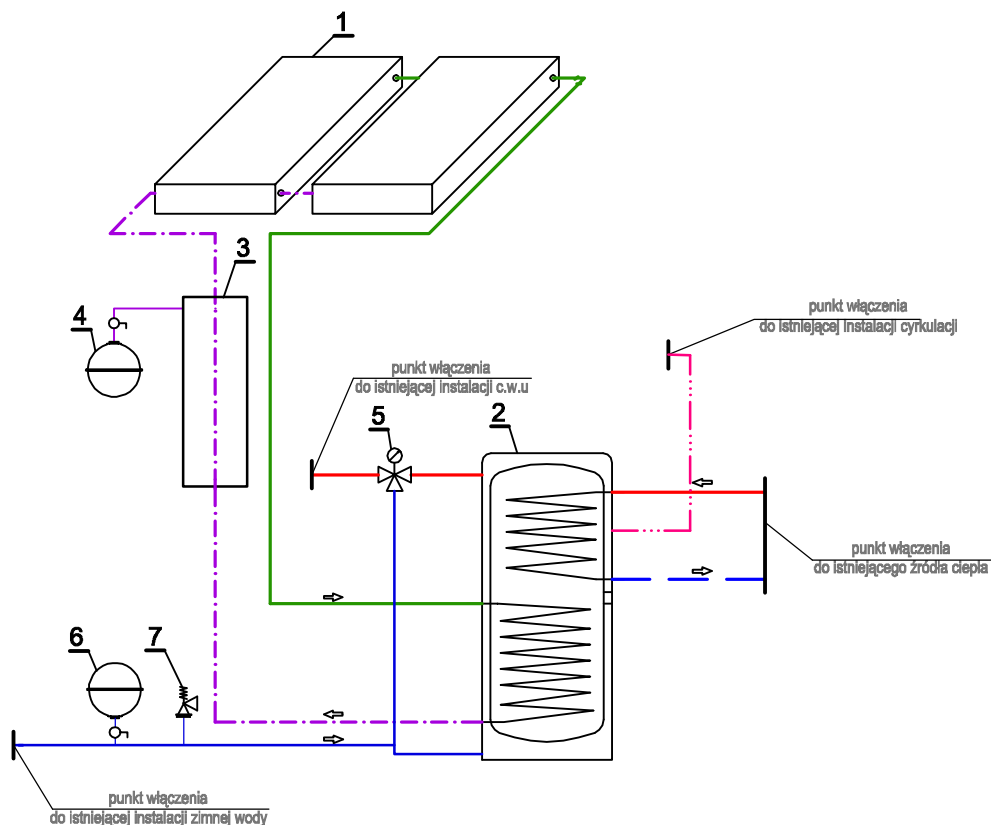 1
3
4
punkt włączenia
do istniejącej instalacji cyrkulacji
punkt włączenia
do istniejącej instalacji c.w.u
5
2
punkt włączenia
do istniejącego źródła ciepła
6
7
punkt włączenia
do istniejącej instalacji zimnej wody